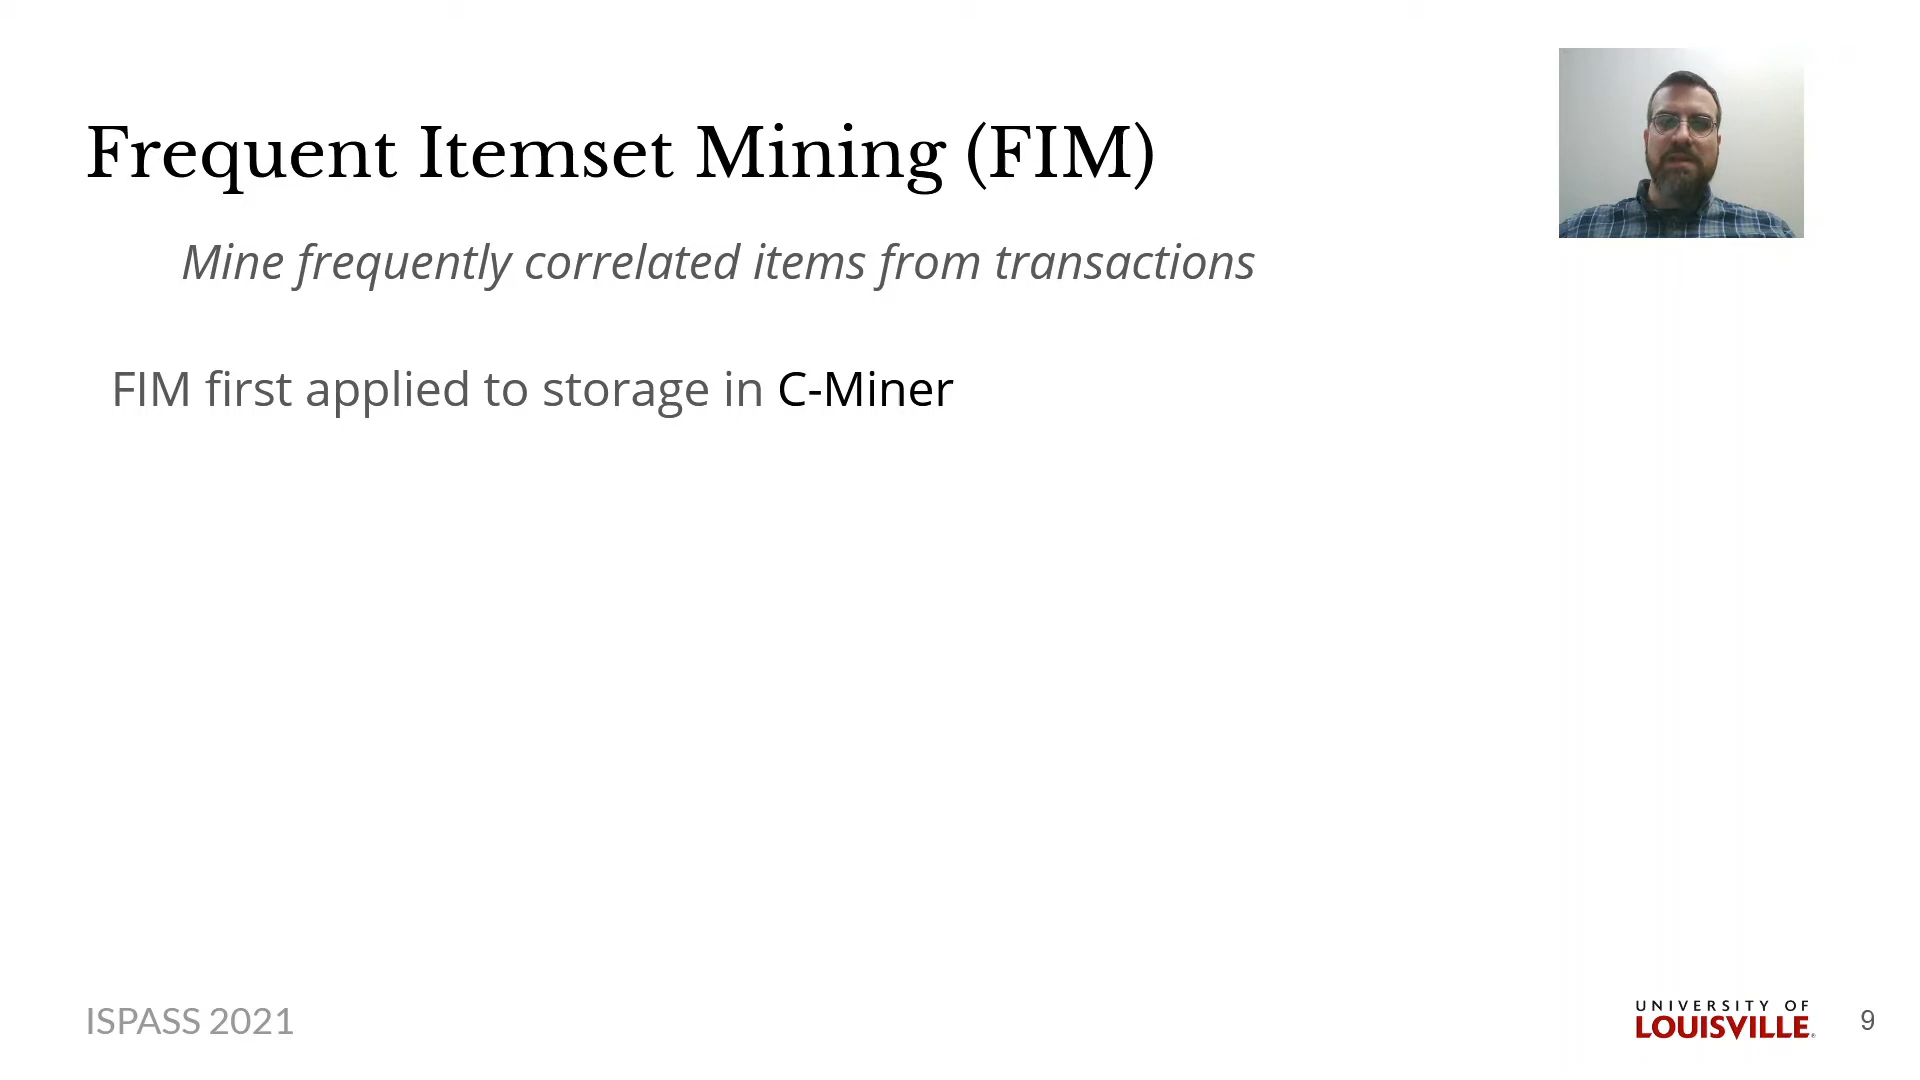 Frequent Itemset Mining (FIM)
Mine frequently correlated items from transactions
FIM first applied to storage in C-Miner
ISPASS 2021
UNIVERSITY OF
LOUISVILLE
9